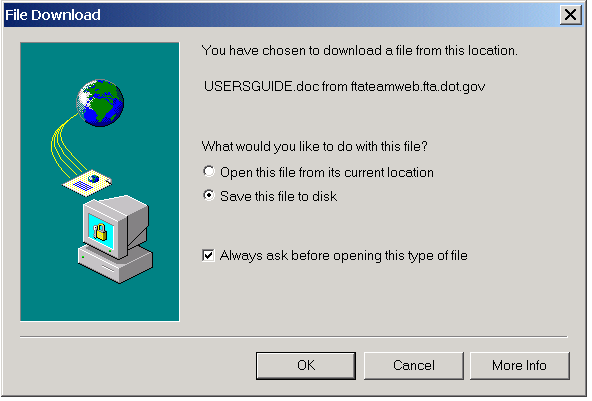 File Download
You have chosen to download a file from this location.
USERSGUIDE.doc from ftateamweb.fta.dot.gov
What would you like to do with this file?
Open this file from its current location
Save this file to disk
Always ask before opening this type of file
OK Cancel More Info